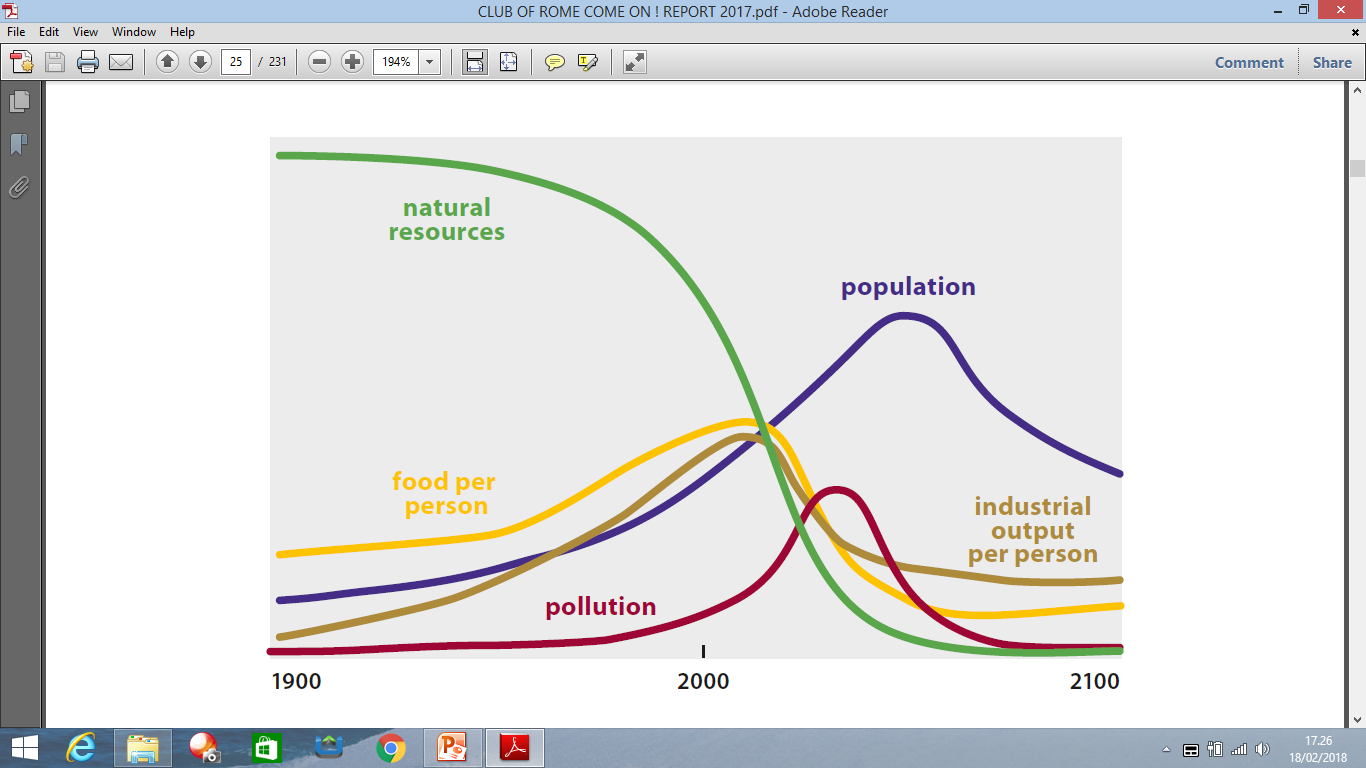 CLUB OF ROME COME ON ! REPORT 2017.pdf - Adobe Reader
File Edit View Window Help
25 / 231 194% Comment Share
natural
resources
population
food per
person
industrial
output
per person
pollution
1900 2000 2100
17.26
18/02/2018